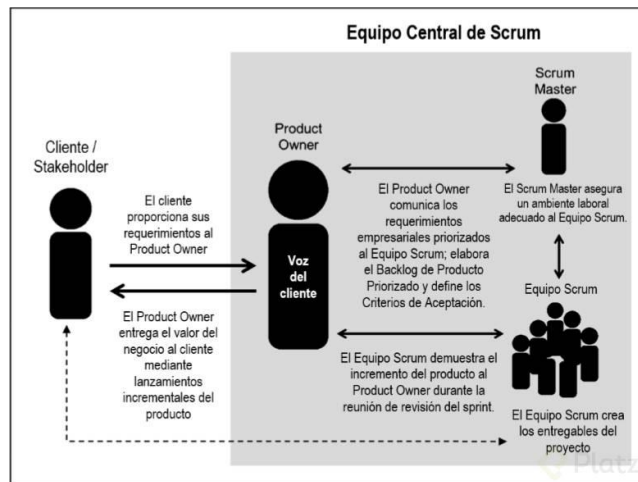 Equipo Central de Scrum
Scrum
Master
Product
Owner
Cliente /
Stakeholder
El cliente
proporciona sus
requerimientos al
Product Owner
El Product Owner
comunica los
requerimientos
empresariales priorizados
al Equipo Scrum; elabora
el Backlog de Producto
Priorizado y define los
Criterios de Aceptación.
El Scrum Master asegura
un ambiente laboral
adecuado al Equipo Scrum.
Voz
del
cliente
Equipo Scrum
El Product Owner
entrega el valor del
negocio al cliente
mediante
lanzamientos
incrementales del
producto
El Equipo Scrum demuestra el
incremento del producto al
Product Owner durante la
reunión de revisión del sprint.
El Equipo Scrum crea
los entregables del
proyecto
Platz